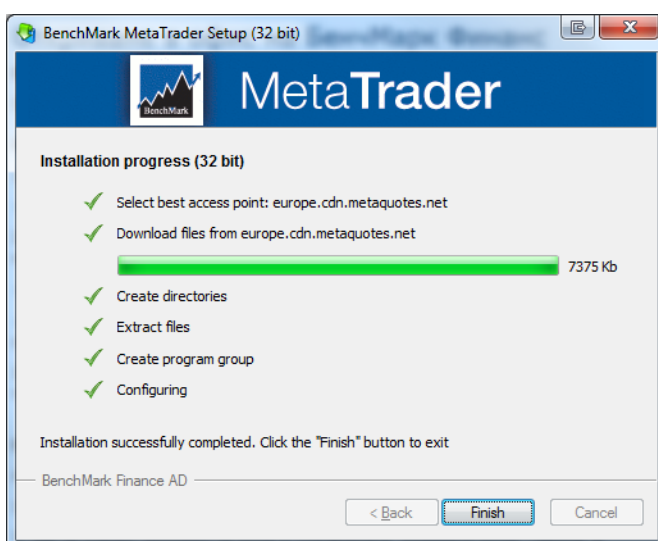 BenchMark MetaTrader Setup (32 bit)
BenchMark
MetaTrader
Installation progress (32 bit)
Select best access point: europe.cdn.metaquotes.net
Download files from europe.cdn.metaquotes.net
7375 Kb
Create directories
Extract files
Create program group
Configuring
Installation successfully completed. Click the "Finish" button to exit
BenchMark Finance AD
< Back Finish Cancel